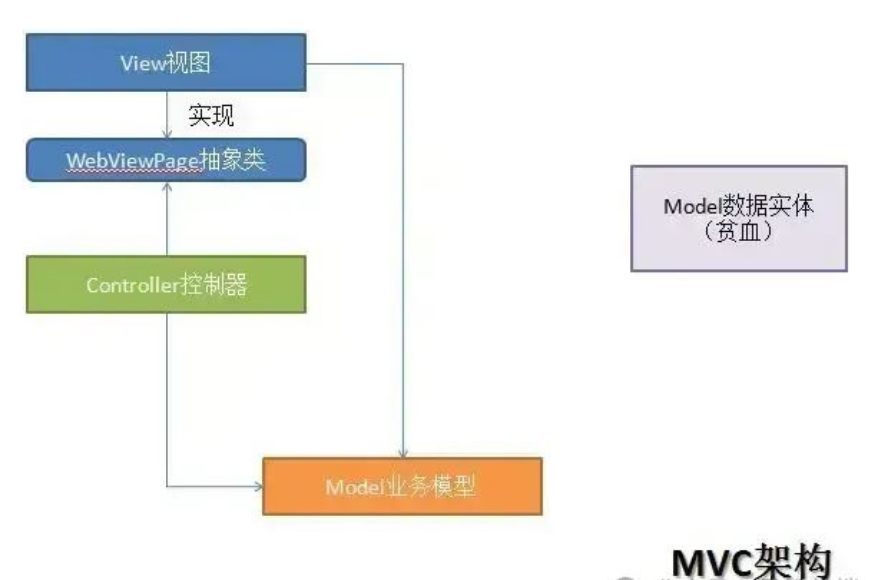 View视图
实现
WebViewPage抽象类
Model数据实体
（贫血）
Controller控制器
Model业务模型
MVC架构